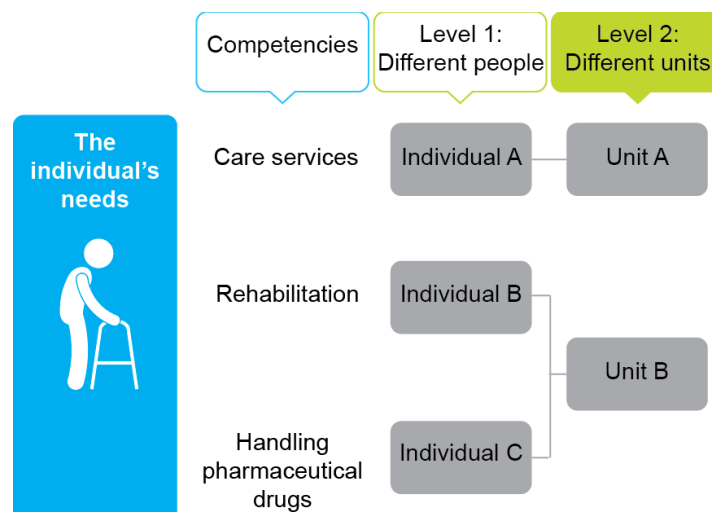 Competencies
Level 1:
Different people
Level 2:
Different units
The
individual’s
needs
Care services
Individual A
Unit A
Rehabilitation
Individual B
Unit B
Handling
pharmaceutical
drugs
Individual C